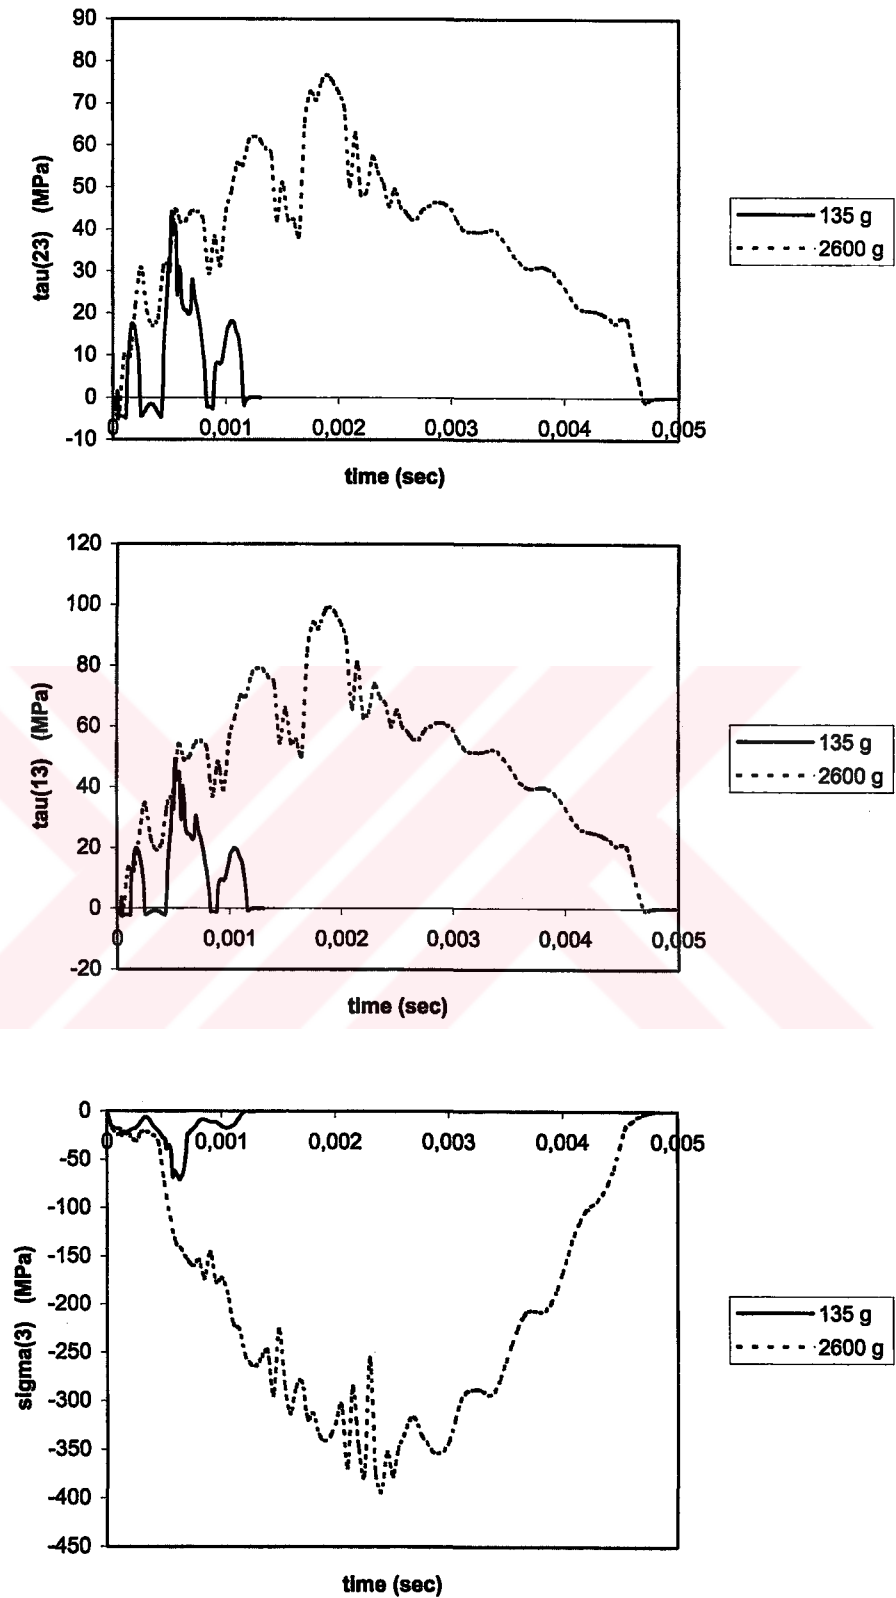 90
80
70
60
50
40
30
20
10
0
-10
tau(23) (MPa)
0 0,001 0,002 0,003 0,004 0,005
time (sec)
135 g
2600 g
120
100
80
60
40
20
0
-20
tau(13) (MPa)
0 0,001 0,002 0,003 0,004 0,005
time (sec)
135 g
2600 g
0
-50
-100
-150
-200
-250
-300
-350
-400
-450
sigma(3) (MPa)
0 0,001 0,002 0,003 0,004 0,005
time (sec)
135 g
2600 g